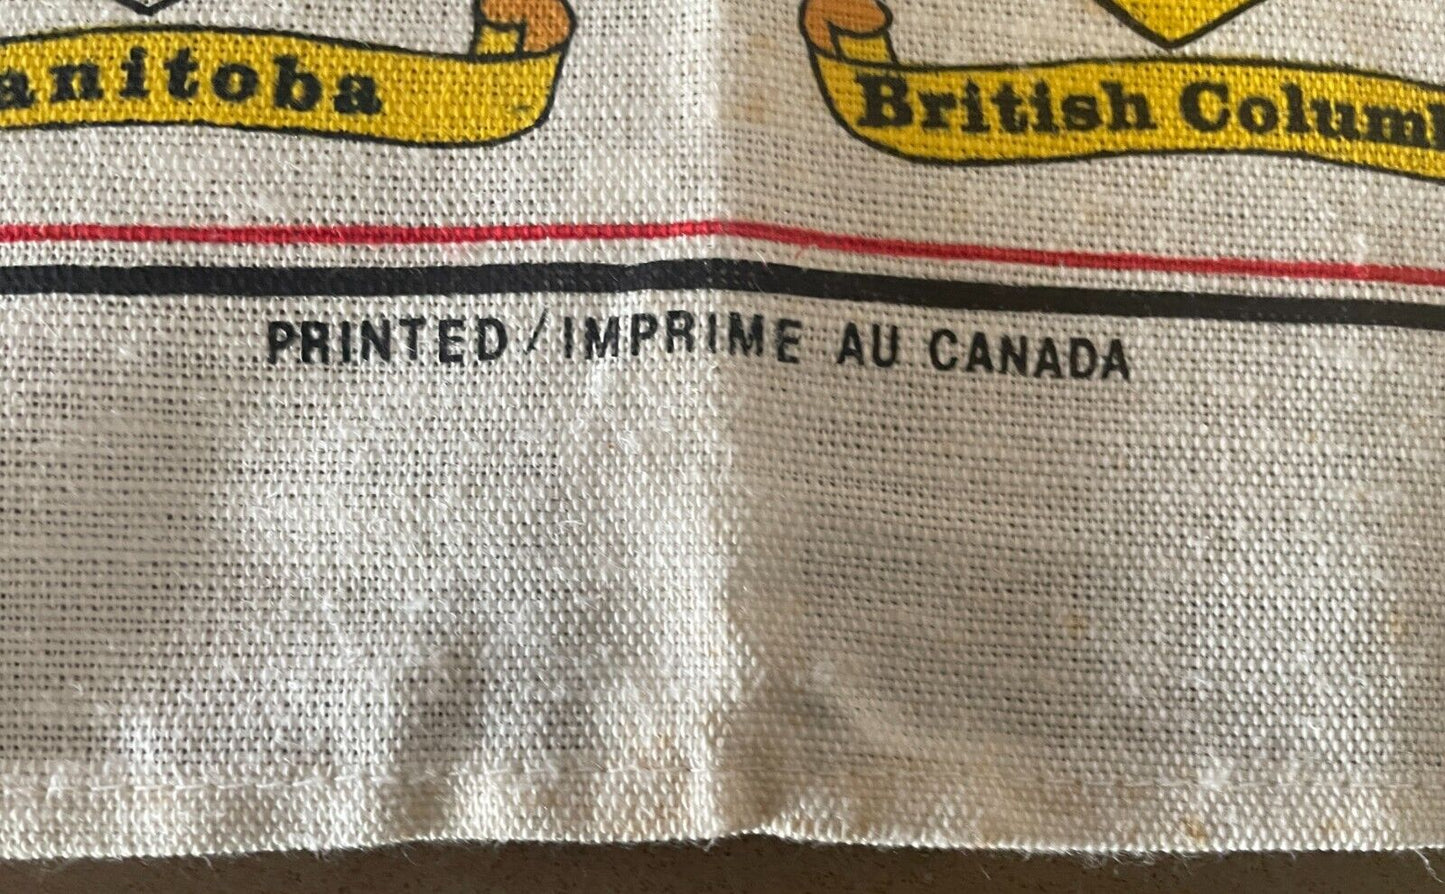 anitoba
British Colum
PRINTED/IMPRIME AU CANADA